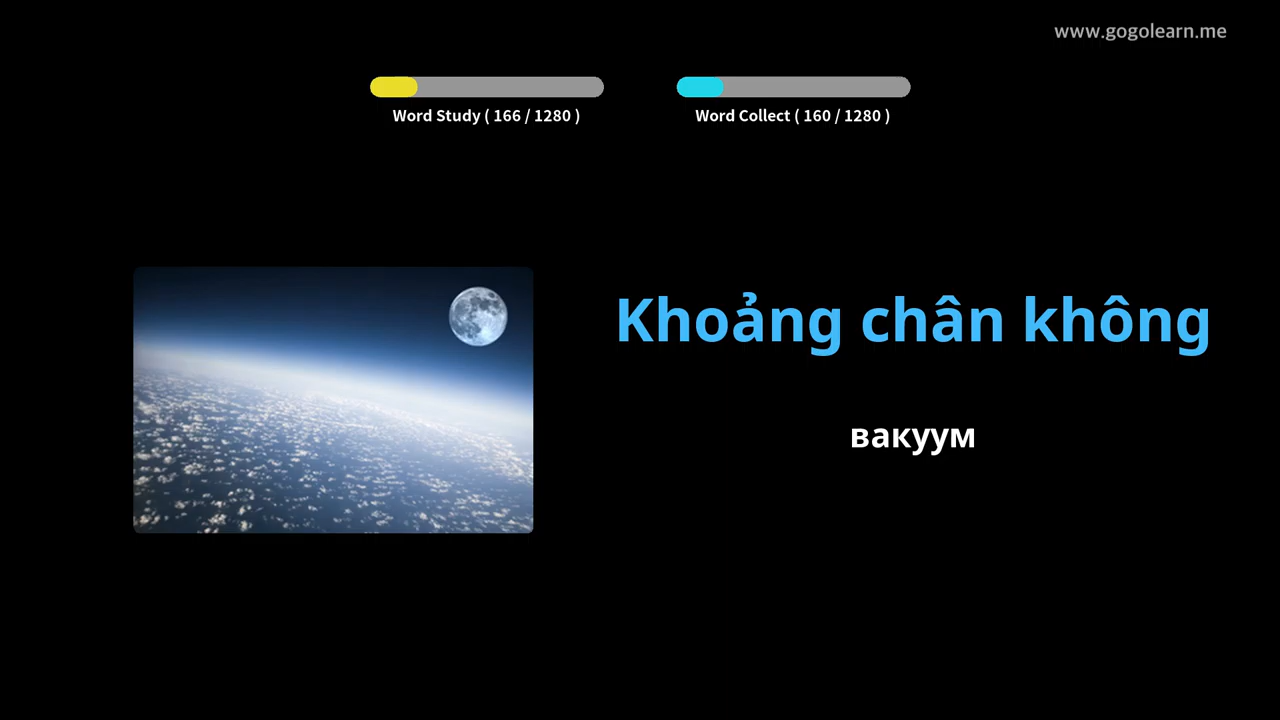 www.gogolearn.me
Word Study ( 166 / 1280 )
Word Collect ( 160 / 1280 )
Khoảng chân không
вакуум